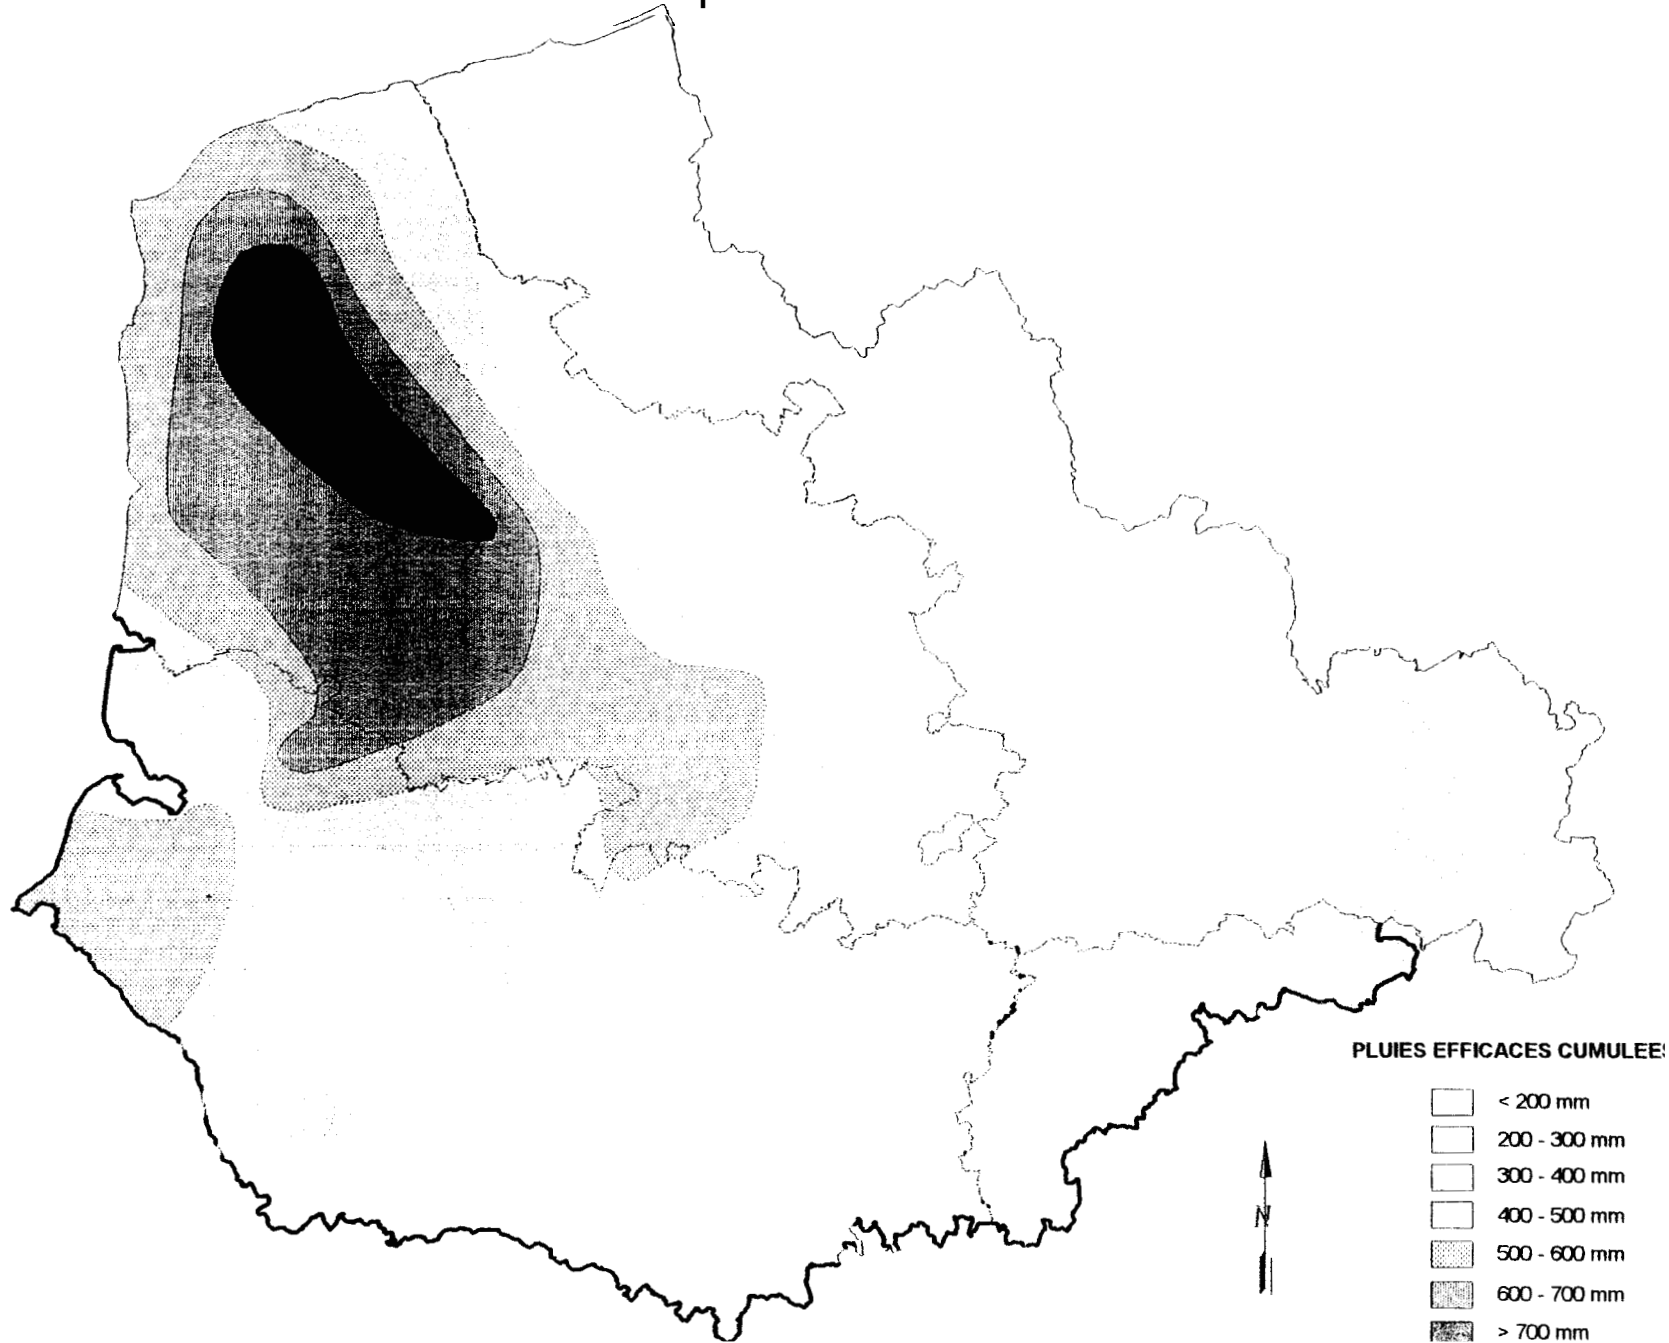 PLUIES EFFICACES CUMULEES
< 200 mm
200 - 300 mm
300 - 400 mm
400 - 500 mm
500 - 600 mm
600 - 700 mm
> 700 mm
N